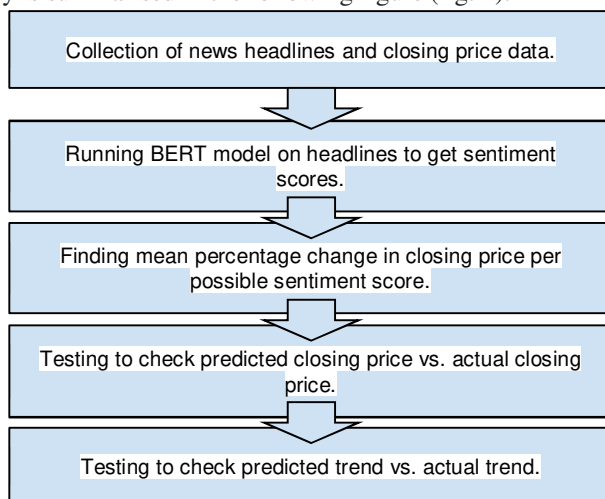 Collection of news headlines and closing price data.
Running BERT model on headlines to get sentiment
scores.
Finding mean percentage change in closing price per
possible sentiment score.
Testing to check predicted closing price vs. actual closing
price.
Testing to check predicted trend vs. actual trend.